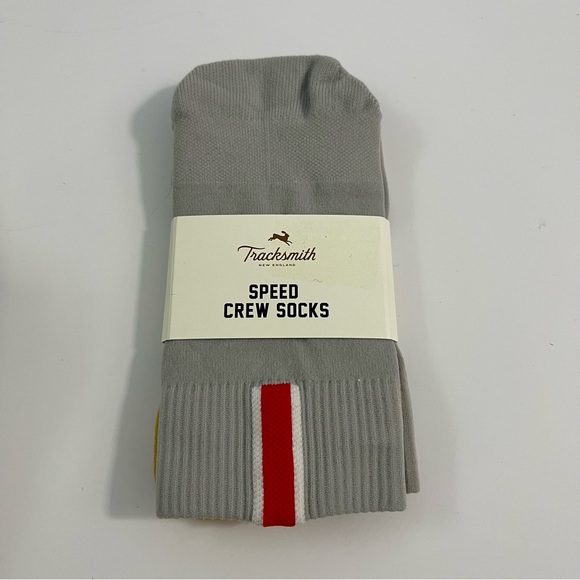 Tracksmith
NEW ENGLAND
SPEED
CREW SOCKS